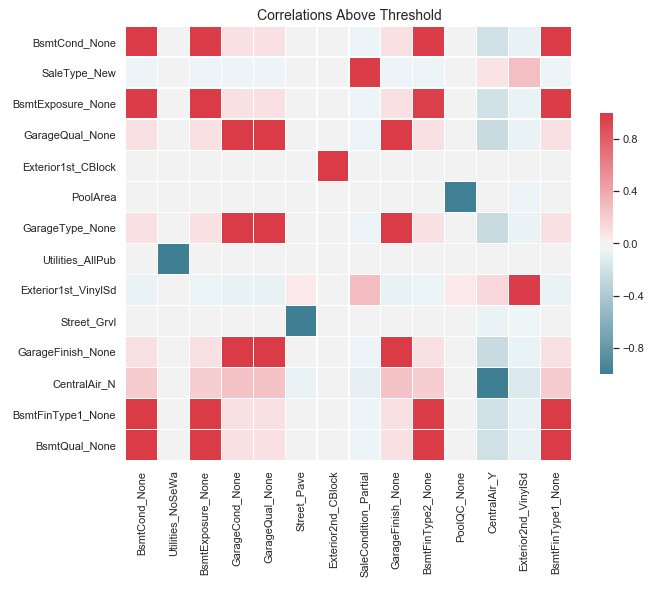 Correlations Above Threshold
BsmtCond_None
SaleType_New
BsmtExposure_None
GarageQual_None
Exterior1st_CBlock
PoolArea
GarageType_None
Utilities_AllPub
Exterior1st_VinylSd
Street_Grvl
GarageFinish_None
CentralAir_N
BsmtFinType1_None
BsmtQual_None
BsmtCond_None
Utilities_NoSeWa
BsmtExposure_None
GarageCond_None
GarageQual_None
Street_Pave
Exterior2nd_CBlock
SaleCondition_Partial
GarageFinish_None
BsmtFinType2_None
PoolQC_None
CentralAir_Y
Exterior2nd_VinylSd
BsmtFinType1_None
0.8
0.4
0.0
−0.4
−0.8